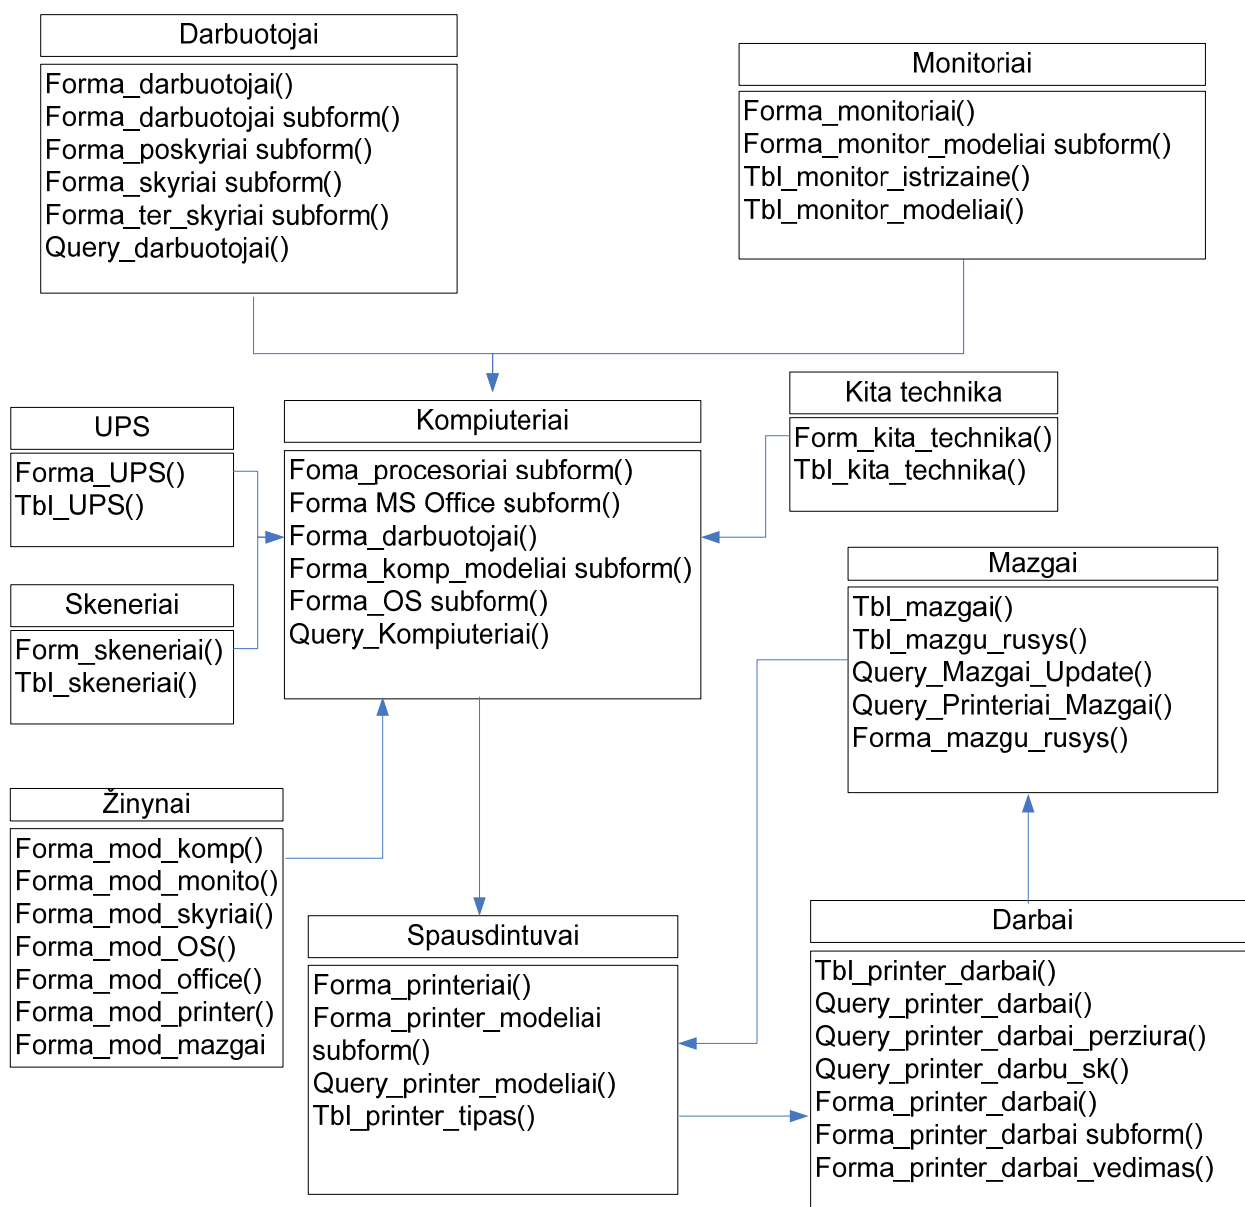 Darbuotojai
Forma_darbuotojai()
Forma_darbuotojai subform()
Forma_poskyriai subform()
Forma_skyriai subform()
Forma_ter_skyriai subform()
Query_darbuotojai()
Monitoriai
Forma_monitoriai()
Forma_monitor_modeliai subform()
Tbl_monitor_istrizaine()
Tbl_monitor_modeliai()
UPS
Forma_UPS()
Tbl_UPS()
Kompiuteriai
Foma_procesoriai subform()
Forma MS Office subform()
Forma_darbuotojai()
Forma_komp_modeliai subform()
Forma_OS subform()
Query_Kompiuteriai()
Kita technika
Form_kita_technika()
Tbl_kita_technika()
Skeneriai
Form_skeneriai()
Tbl_skeneriai()
Mazgai
Tbl_mazgai()
Tbl_mazgu_rusys()
Query_Mazgai_Update()
Query_Printeriai_Mazgai()
Forma_mazgu_rusys()
Žinynai
Forma_mod_komp()
Forma_mod_monito()
Forma_mod_skyriai()
Forma_mod_OS()
Forma_mod_office()
Forma_mod_printer()
Forma_mod_mazgai
Spausdintuvai
Forma_printeriai()
Forma_printer_modeliai
subform()
Query_printer_modeliai()
Tbl_printer_tipas()
Darbai
Tbl_printer_darbai()
Query_printer_darbai()
Query_printer_darbai_perziura()
Query_printer_darbu_sk()
Forma_printer_darbai()
Forma_printer_darbai subform()
Forma_printer_darbai_vedimas()